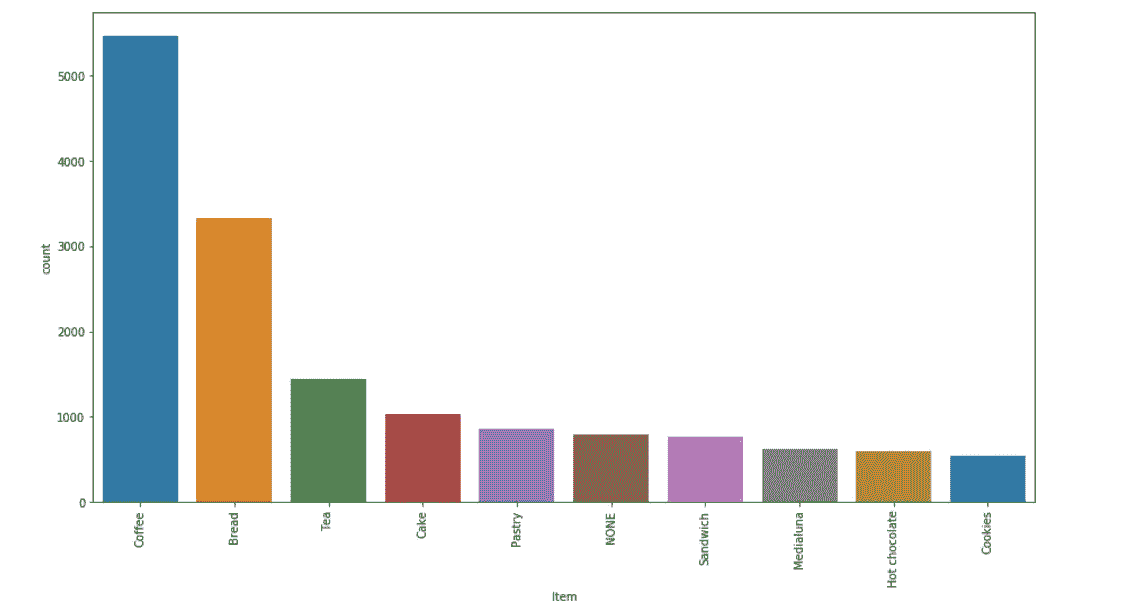 5000
4000
3000
2000
1000
0
count
Coffee
Bread
Tea
Cake
Pastry
NONE
Sandwich
Medialuna
Hot chocolate
Cookies
Item